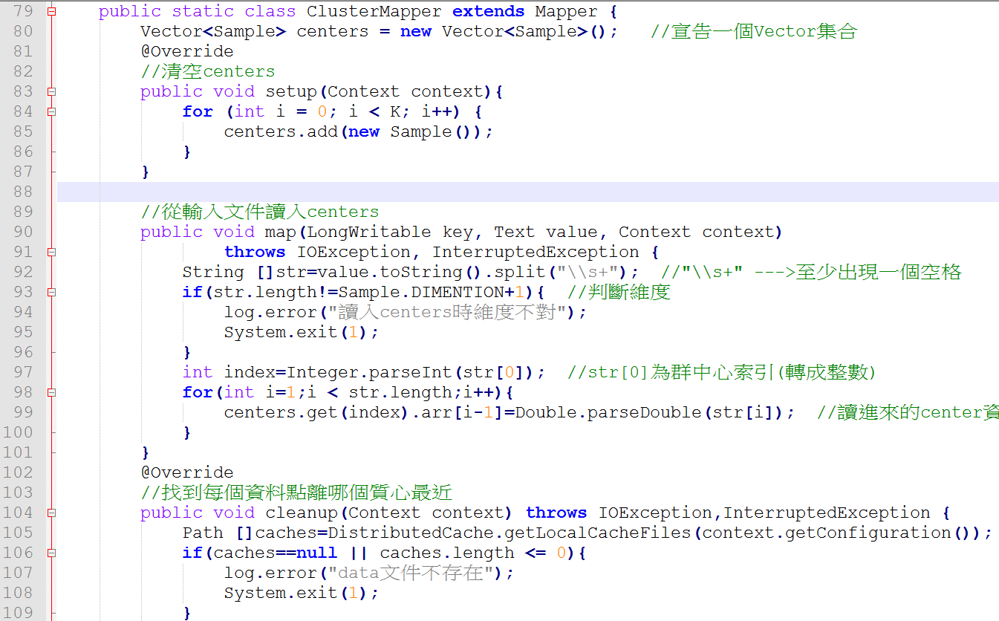 79 public static class ClusterMapper extends Mapper {
80 Vector<Sample> centers = new Vector<Sample>(); //宣告一個Vector集合
81 @Override
82 //清空centers
83 public void setup(Context context){
84 for (int i = 0; i < K; i++) {
85 centers.add(new Sample());
86 }
87 }
88
89 //從輸入文件讀入centers
90 public void map(LongWritable key, Text value, Context context)
91 throws IOException, InterruptedException {
92 String []str=value.toString().split("\\s+"); //"\\s+" --->至少出現一個空格
93 if(str.length!=Sample.DIMENTION+1){ //判斷維度
94 log.error("讀入centers時維度不對");
95 System.exit(1);
96 }
97 int index=Integer.parseInt(str[0]); //str[0]為群中心索引(轉成整數)
98 for(int i=1;i < str.length;i++){
99 centers.get(index).arr[i-1]=Double.parseDouble(str[i]); //讀進來的center資
100 }
101 }
102 @Override
103 //找到每個資料點離哪個質心最近
104 public void cleanup(Context context) throws IOException,InterruptedException {
105 Path []caches=DistributedCache.getLocalCacheFiles(context.getConfiguration());
106 if(caches==null || caches.length <= 0){
107 log.error("data文件不存在");
108 System.exit(1);
109 }